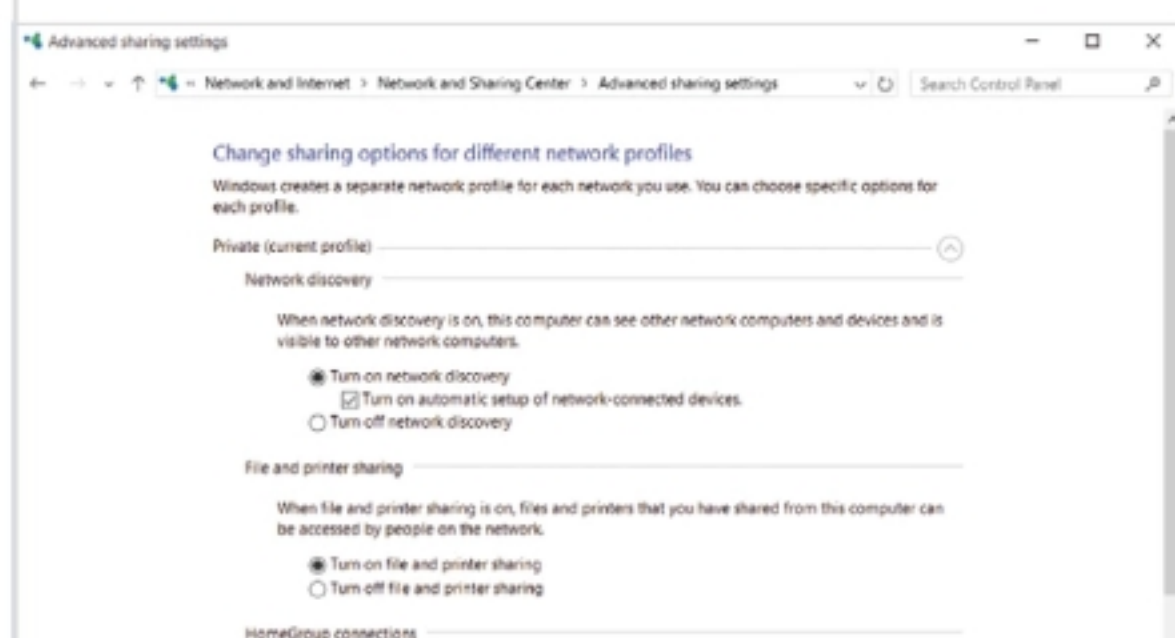 Advanced sharing settings
Network and Internet > Network and Sharing Center > Advanced sharing settings
Search Control Panel
Change sharing options for different network profiles
Windows creates a separate network profile for each network you use. You can choose specific options for
each profile.
Private (current profile)
Network discovery
When network discovery is on, this computer can see other network computers and devices and is
visible to other network computers.
Turn on network discovery
Turn on automatic setup of network-connected devices.
Turn off network discovery
File and printer sharing
When file and printer sharing is on, files and printers that you have shared from this computer can
be accessed by people on the network.
Turn on file and printer sharing
Turn off file and printer sharing
HomeGroup connections